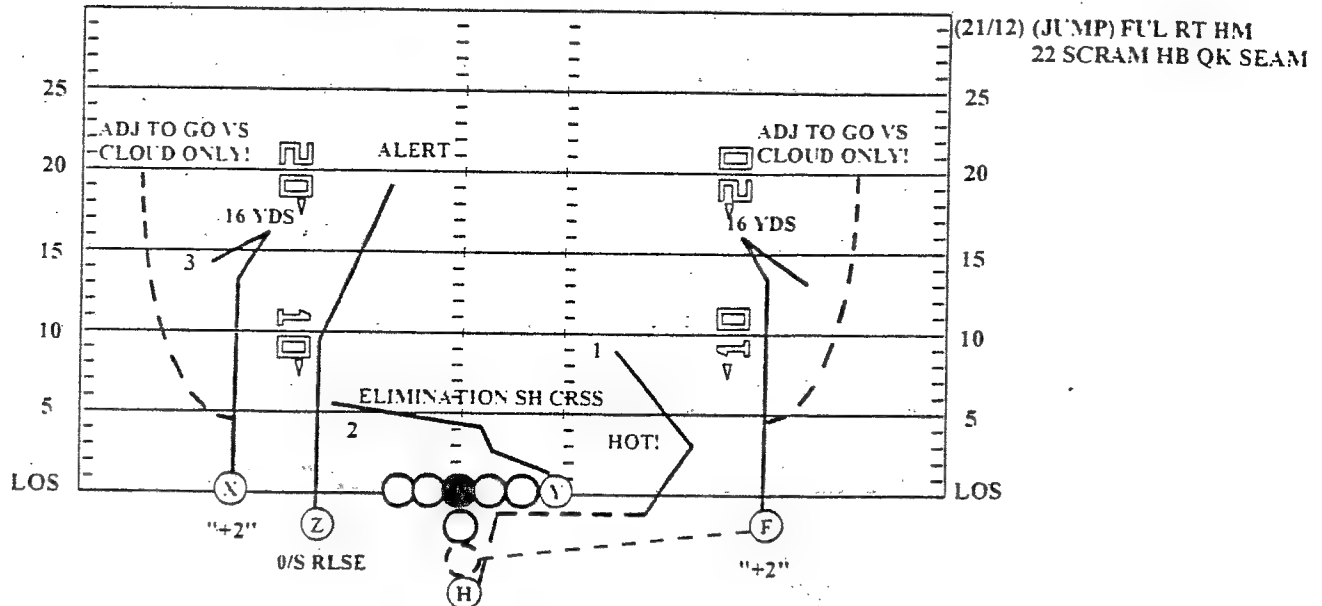 (21/12) (JUMP) FUL RT HM
22 SCRAM HB QK SEAM
25
25
ADJ TO GO VS
CLOUD ONLY!
ALERT
ADJ TO GO VS
CLOUD ONLY!
20
20
20
20
16 YDS
16 YDS
15
3
15
10
10
10
10
1
ELIMINATION SH CRSS
5
5
2
HOT!
LOS
X
Y
LOS
"+2"
Z
F
0/S RLSE
"+2"
H